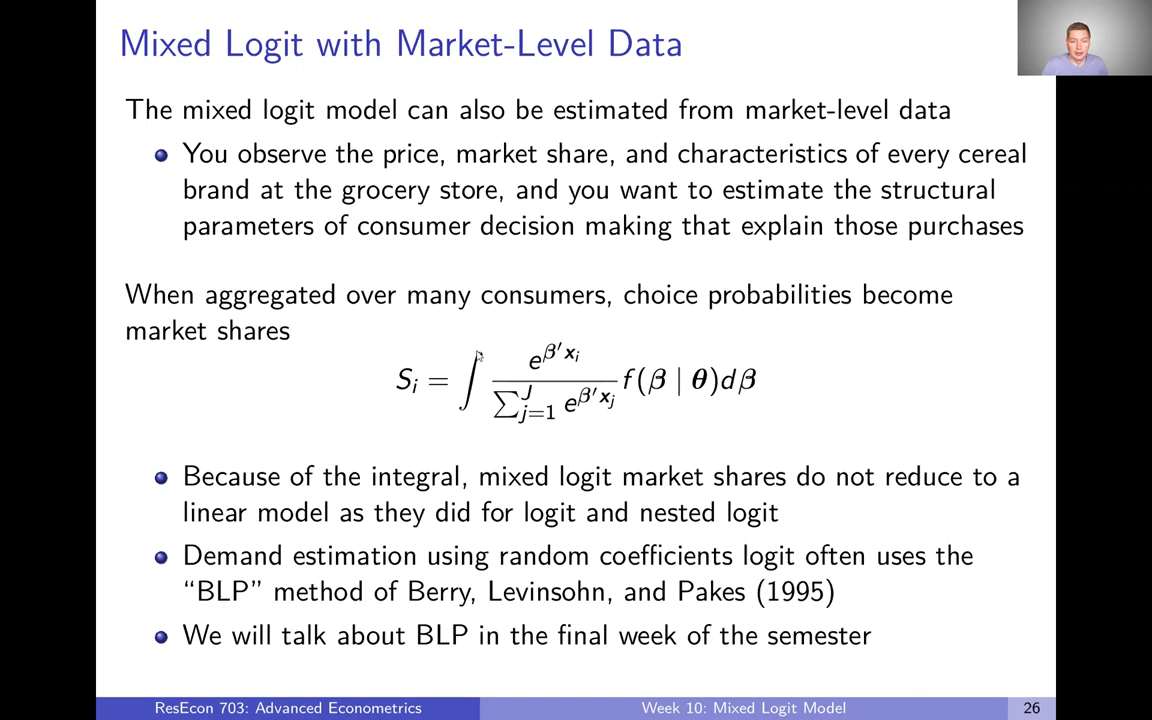 Mixed Logit with Market-Level Data
The mixed logit model can also be estimated from market-level data
You observe the price, market share, and characteristics of every cereal
brand at the grocery store, and you want to estimate the structural
parameters of consumer decision making that explain those purchases
When aggregated over many consumers, choice probabilities become
market shares
S_i = ∫ \frac{e^{β′x_i}}{∑_{j=1}^{J} e^{β′x_j}} f(β | θ)dβ
Because of the integral, mixed logit market shares do not reduce to a
linear model as they did for logit and nested logit
Demand estimation using random coefficients logit often uses the
“BLP” method of Berry, Levinsohn, and Pakes (1995)
We will talk about BLP in the final week of the semester
ResEcon 703: Advanced Econometrics
Week 10: Mixed Logit Model
26